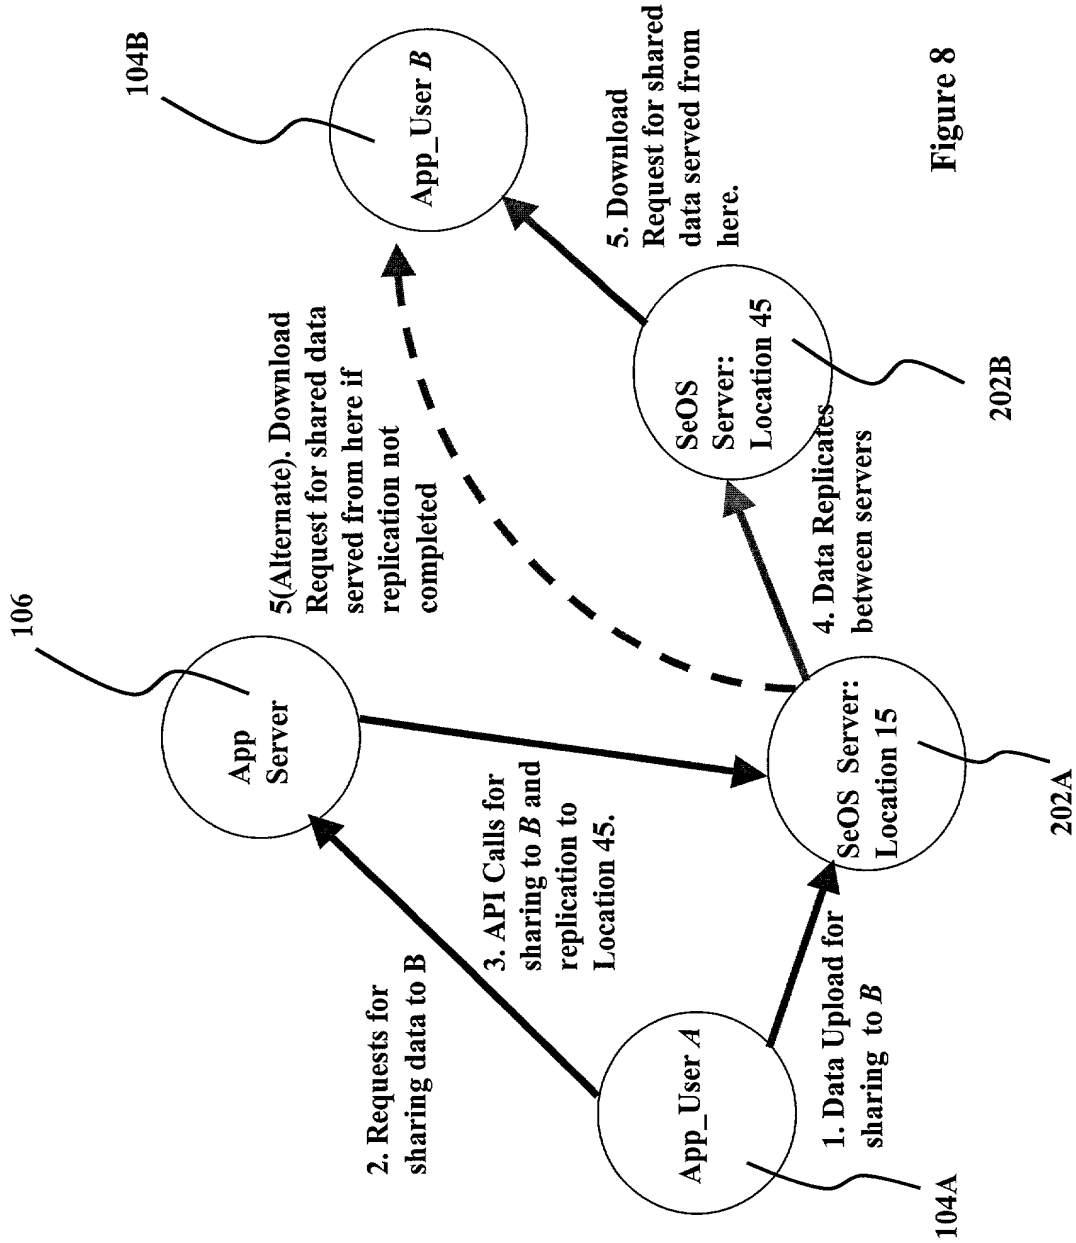 106
104B
App
Server
App_User B
5(Alternate). Download
Request for shared data
served from here if
replication not
completed
2. Requests for
sharing data to B
3. API Calls for
sharing to B and
replication to
Location 45.
5. Download
Request for shared
data served from
here.
App_User A
SeOS
Server:
Location 45
104A
1. Data Upload for
sharing to B
SeOS Server:
Location 15
4. Data Replicates
between servers
202A
202B
Figure 8